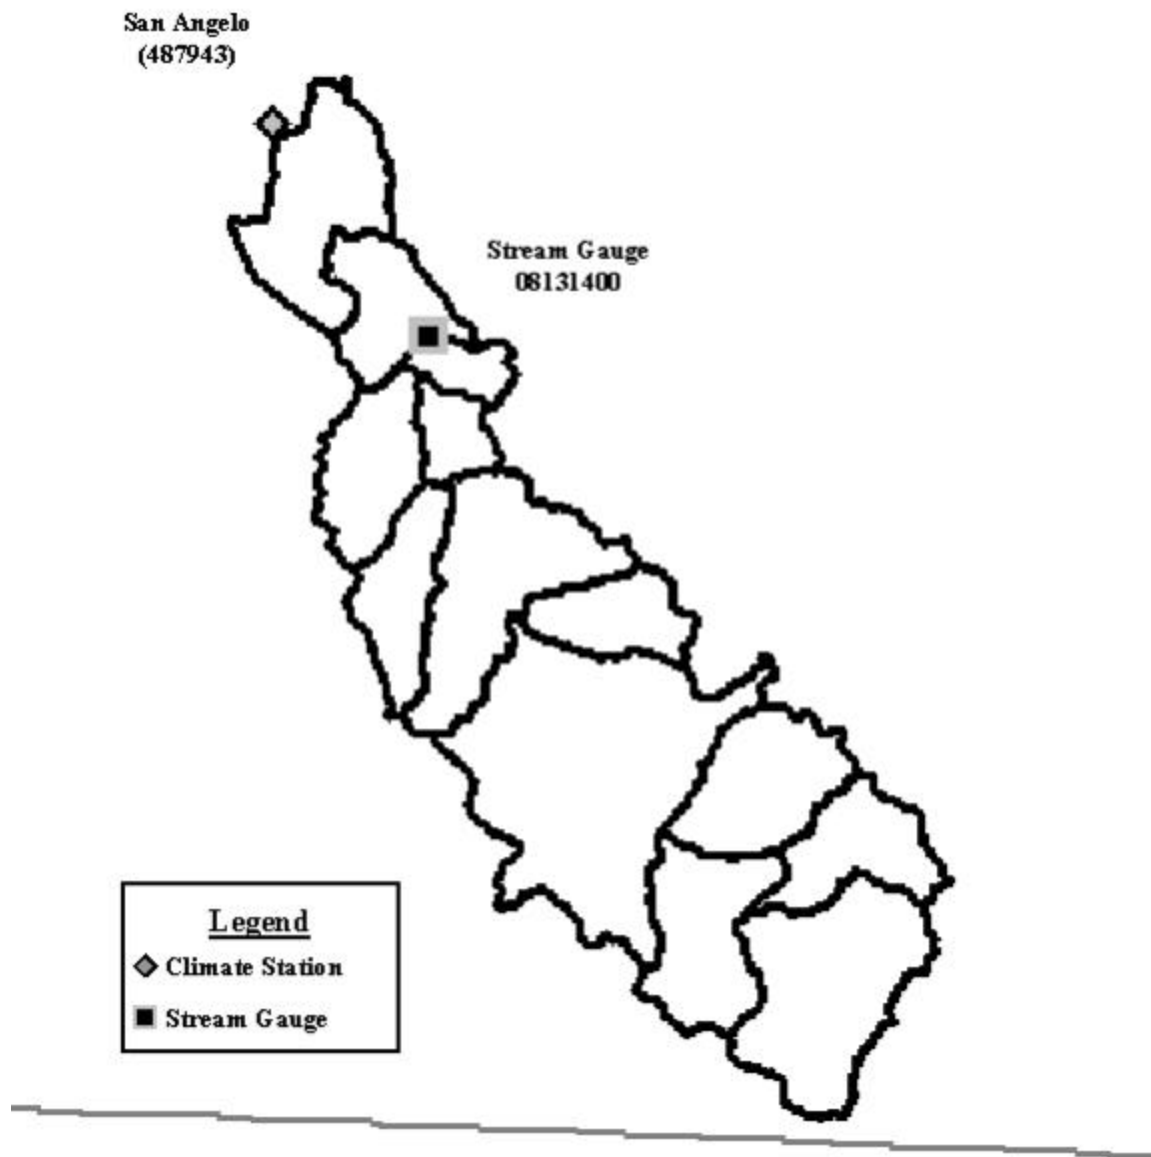 San Angelo
(487943)
Stream Gauge
08131400
Legend
Climate Station
Stream Gauge